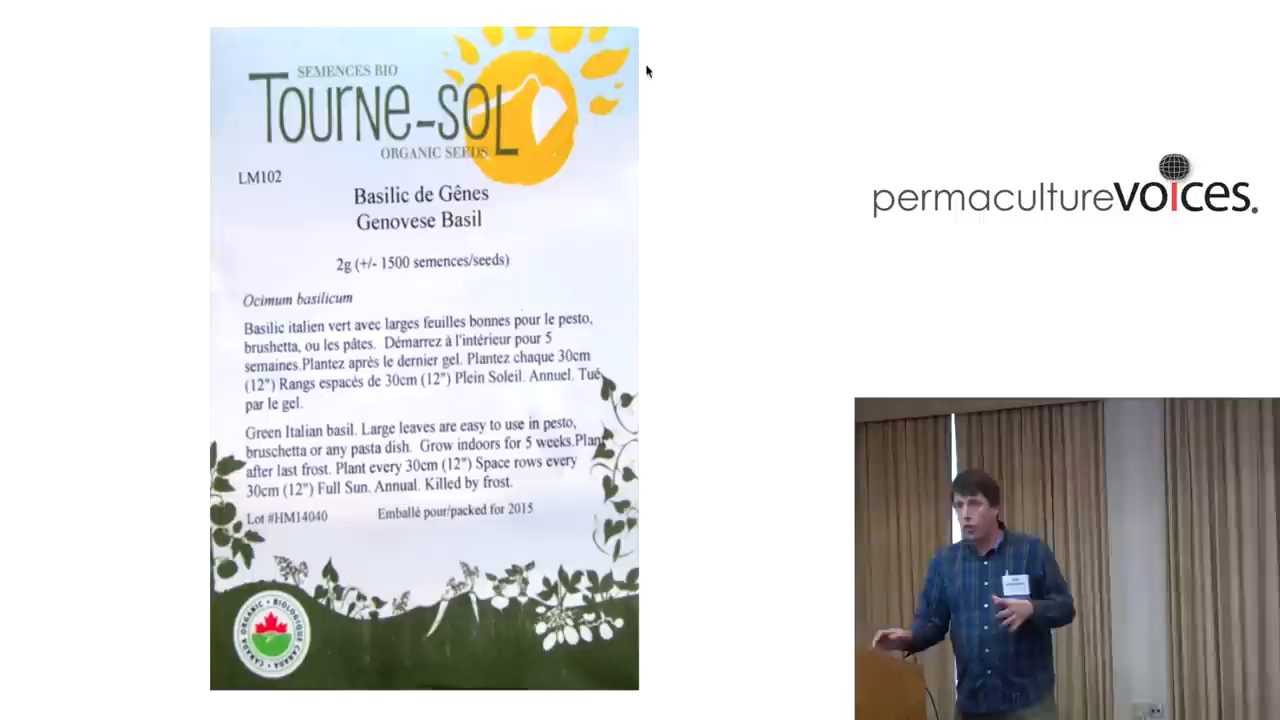 SEMENCES BIO
TOURNE-SOL
ORGANIC SEEDS
LM102
Basilic de Gênes
Genovese Basil
2g (+/- 1500 semences/seeds)
Ocimum basilicum
Basilic italien vert avec larges feuilles bonnes pour le pesto,
brushetta, ou les pâtes. Démarrez à l'intérieur pour 5
semaines.Plantez après le dernier gel. Plantez chaque 30cm
(12") Rangs espacés de 30cm (12") Plein Soleil. Annuel. Tué
par le gel.
Green Italian basil. Large leaves are easy to use in pesto,
bruschetta or any pasta dish. Grow indoors for 5 weeks.Plant
after last frost. Plant every 30cm (12") Space rows every
30cm (12") Full Sun. Annual. Killed by frost.
Lot #HM14040 Emballé pour/packed for 2015
CANADA ORGANIC • BIOLOGIQUE CANADA
permaculturevoices.